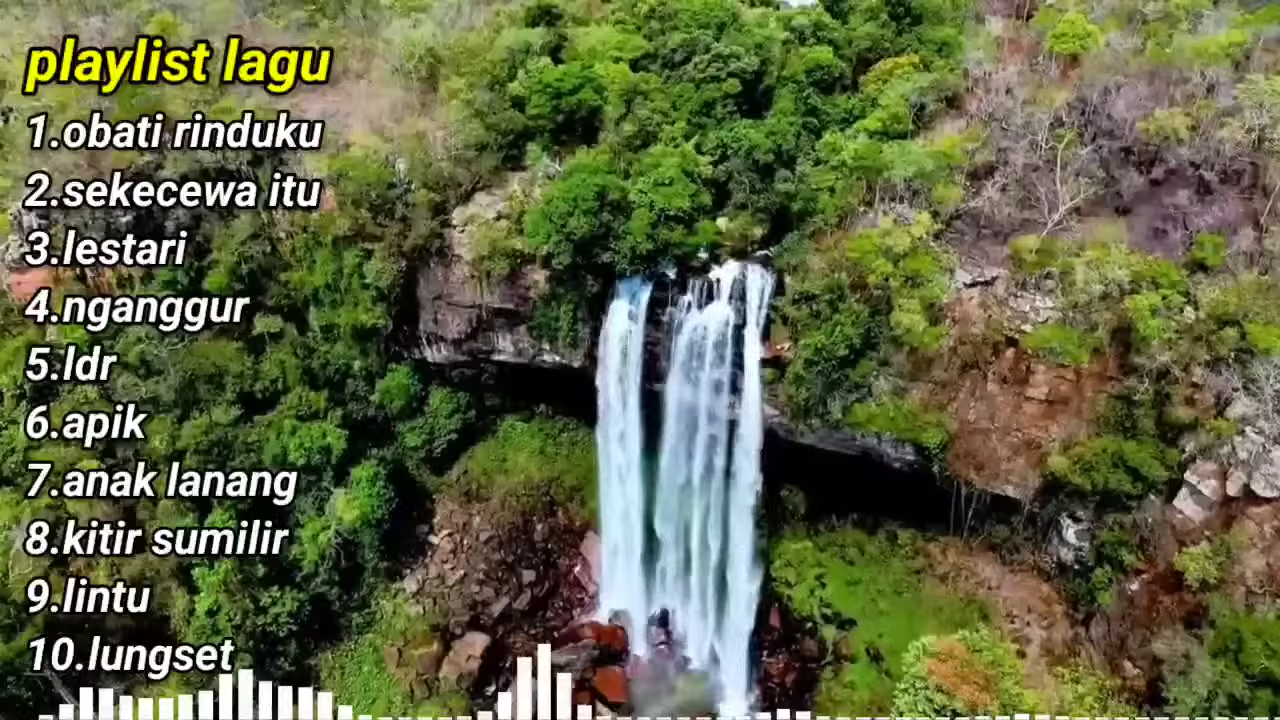 playlist lagu
1.obati rinduku
2.sekecewa itu
3.lestari
4.nganggur
5.ldr
6.apik
7.anak lanang
8.kitir sumilir
9.lintu
10.lungset